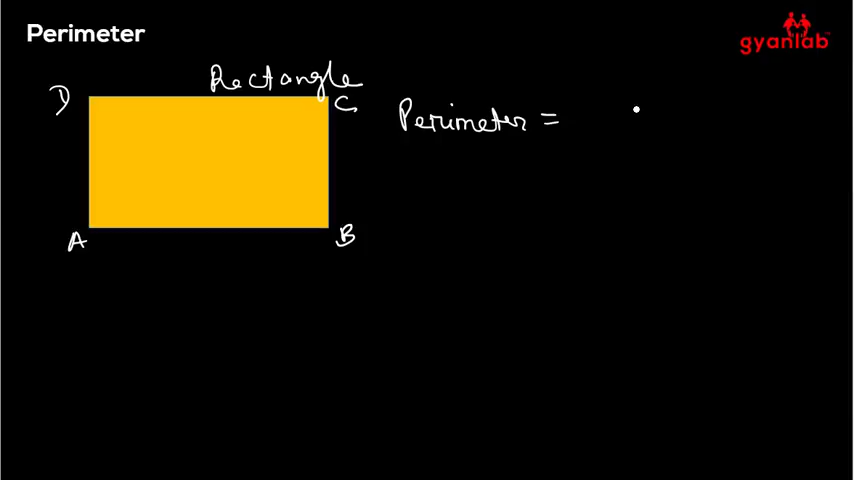 Perimeter
gyanlab
Rectangle
D
C
Perimeter =
A
B